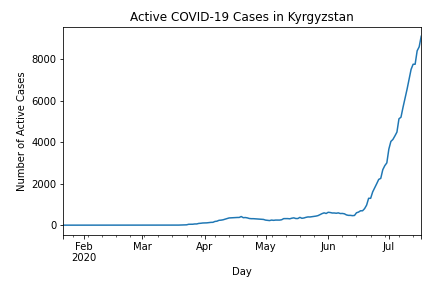 Active COVID-19 Cases in Kyrgyzstan
Number of Active Cases
8000
6000
4000
2000
0
Feb Mar Apr May Jun Jul
2020
Day